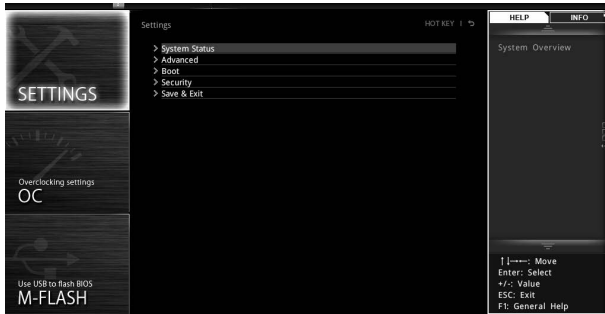 Settings
HOT KEY | ↰
> System Status
> Advanced
> Boot
> Security
> Save & Exit
SETTINGS
Overclocking settings
OC
Use USB to flash BIOS
M-FLASH
HELP
INFO
System Overview
↑↓→←: Move
Enter: Select
+/-: Value
ESC: Exit
F1: General Help